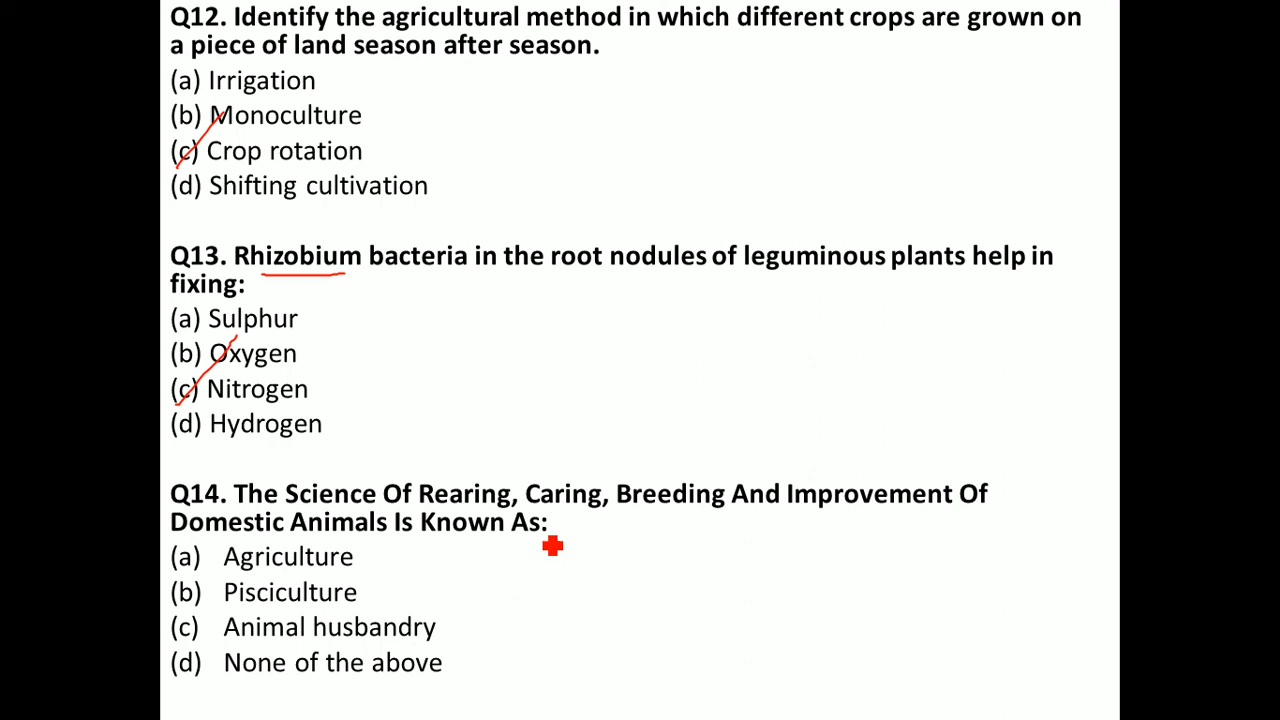 Q12. Identify the agricultural method in which different crops are grown on
a piece of land season after season.
(a) Irrigation
(b) Monoculture
(c) Crop rotation
(d) Shifting cultivation
Q13. Rhizobium bacteria in the root nodules of leguminous plants help in
fixing:
(a) Sulphur
(b) Oxygen
(c) Nitrogen
(d) Hydrogen
Q14. The Science Of Rearing, Caring, Breeding And Improvement Of
Domestic Animals Is Known As:
(a) Agriculture
(b) Pisciculture
(c) Animal husbandry
(d) None of the above